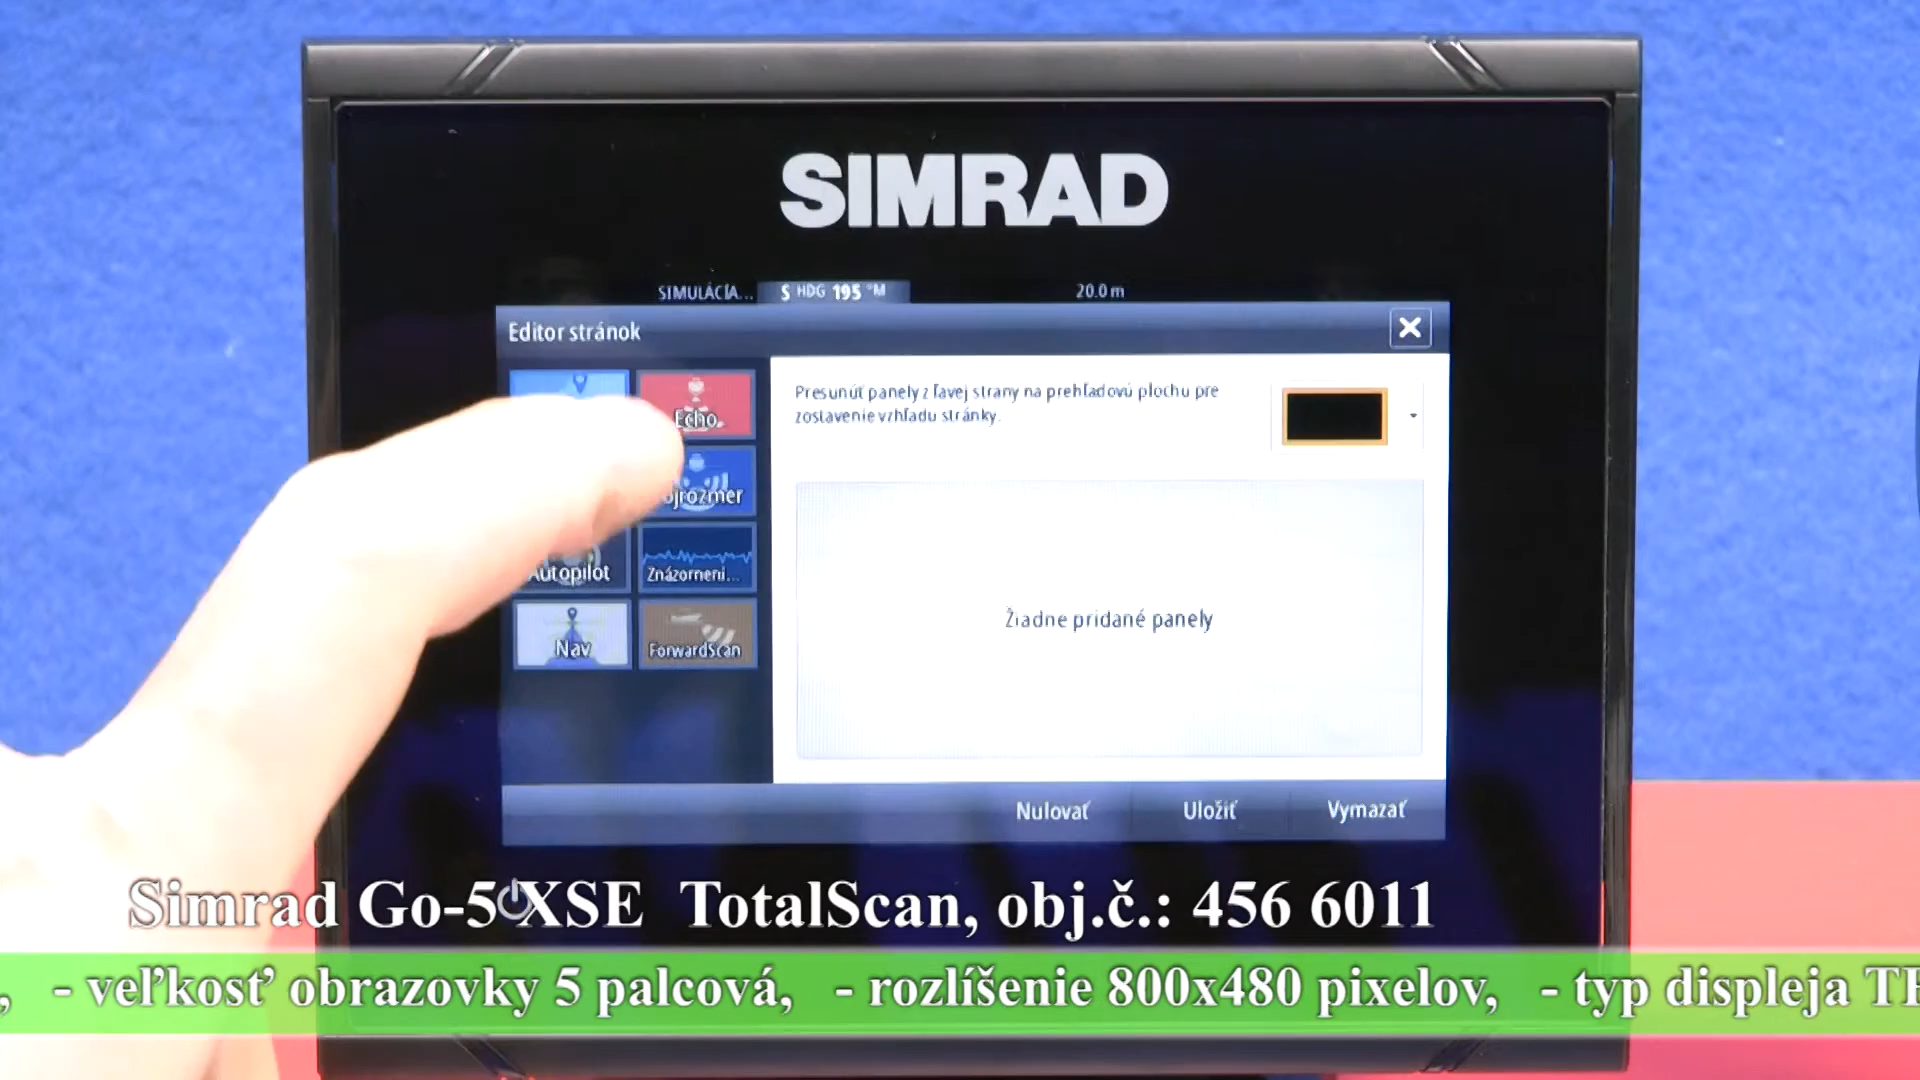 SIMRAD
SIMULÁCIA... S HDG 195 °M 20.0 m
Editor stránok
Presunúť panely z ľavej strany na prehľadovú plochu pre
zostavenie vzhľadu stránky.
Echo
Autopilot
Znázorneni...
Nav
ForwardScan
Žiadne pridané panely
Nulovať Uložiť Vymazať
Simrad Go-5 XSE TotalScan, obj.č.: 456 6011
, - veľkosť obrazovky 5 palcová, - rozlíšenie 800x480 pixelov, - typ displeja